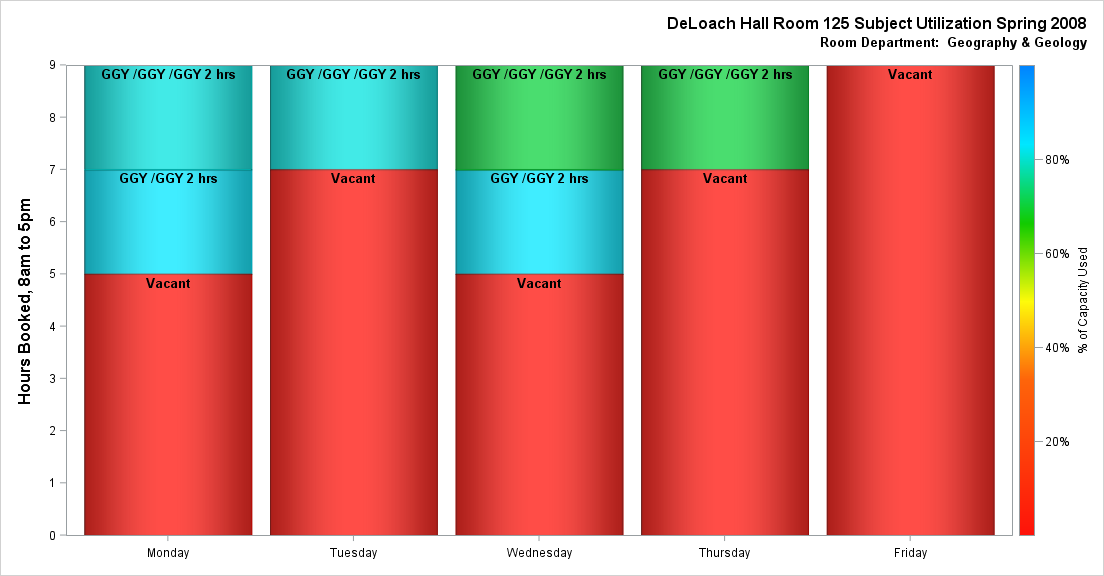 DeLoach Hall Room 125 Subject Utilization Spring 2008
Room Department: Geography & Geology
Hours Booked, 8am to 5pm
9
8
7
6
5
4
3
2
1
0
GGY /GGY /GGY 2 hrs
GGY /GGY 2 hrs
Vacant
GGY /GGY /GGY 2 hrs
Vacant
GGY /GGY /GGY 2 hrs
GGY /GGY 2 hrs
Vacant
GGY /GGY /GGY 2 hrs
Vacant
Vacant
Monday
Tuesday
Wednesday
Thursday
Friday
80%
60%
40%
20%
% of Capacity Used